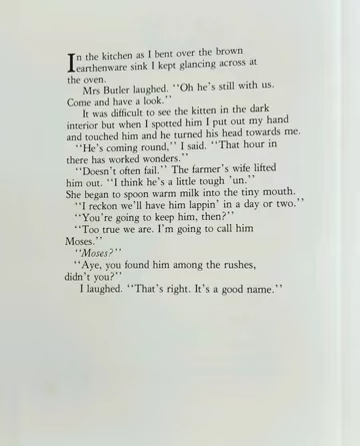 In the kitchen as I bent over the brown
earthenware sink I kept glancing across at
the oven.
Mrs Butler laughed. "Oh he's still with us.
Come and have a look."
It was difficult to see the kitten in the dark
interior but when I spotted him I put out my hand
and touched him and he turned his head towards me.
"He's coming round," I said. "That hour in
there has worked wonders."
"Doesn't often fail." The farmer's wife lifted
him out. "I think he's a little tough 'un."
She began to spoon warm milk into the tiny mouth.
"I reckon we'll have him lappin' in a day or two."
"You're going to keep him, then?"
"Too true we are. I'm going to call him
Moses."
"Moses?"
"Aye, you found him among the rushes,
didn't you?"
I laughed. "That's right. It's a good name."